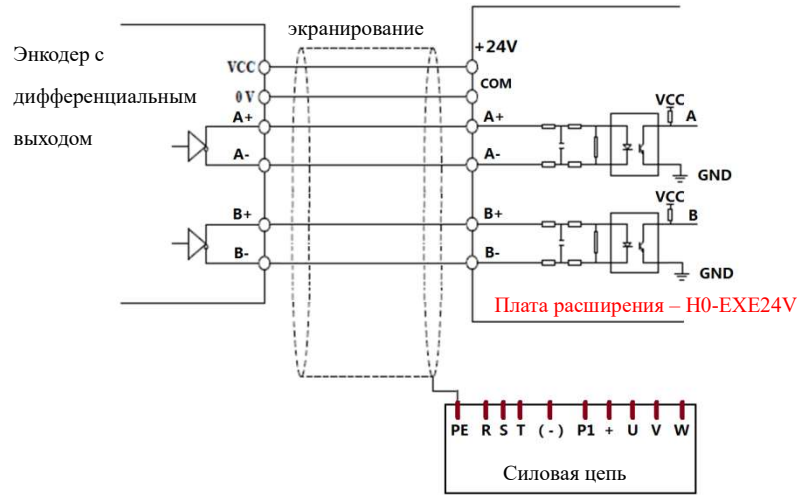 экранирование
Энкодер с
дифференциальным
выходом
VCC
+24V
0 V
COM
A+
A+
VCC
A
A-
A-
GND
B+
B+
VCC
B
B-
B-
GND
Плата расширения – H0-EXE24V
PE R S T (-) P1 + U V W
Силовая цепь